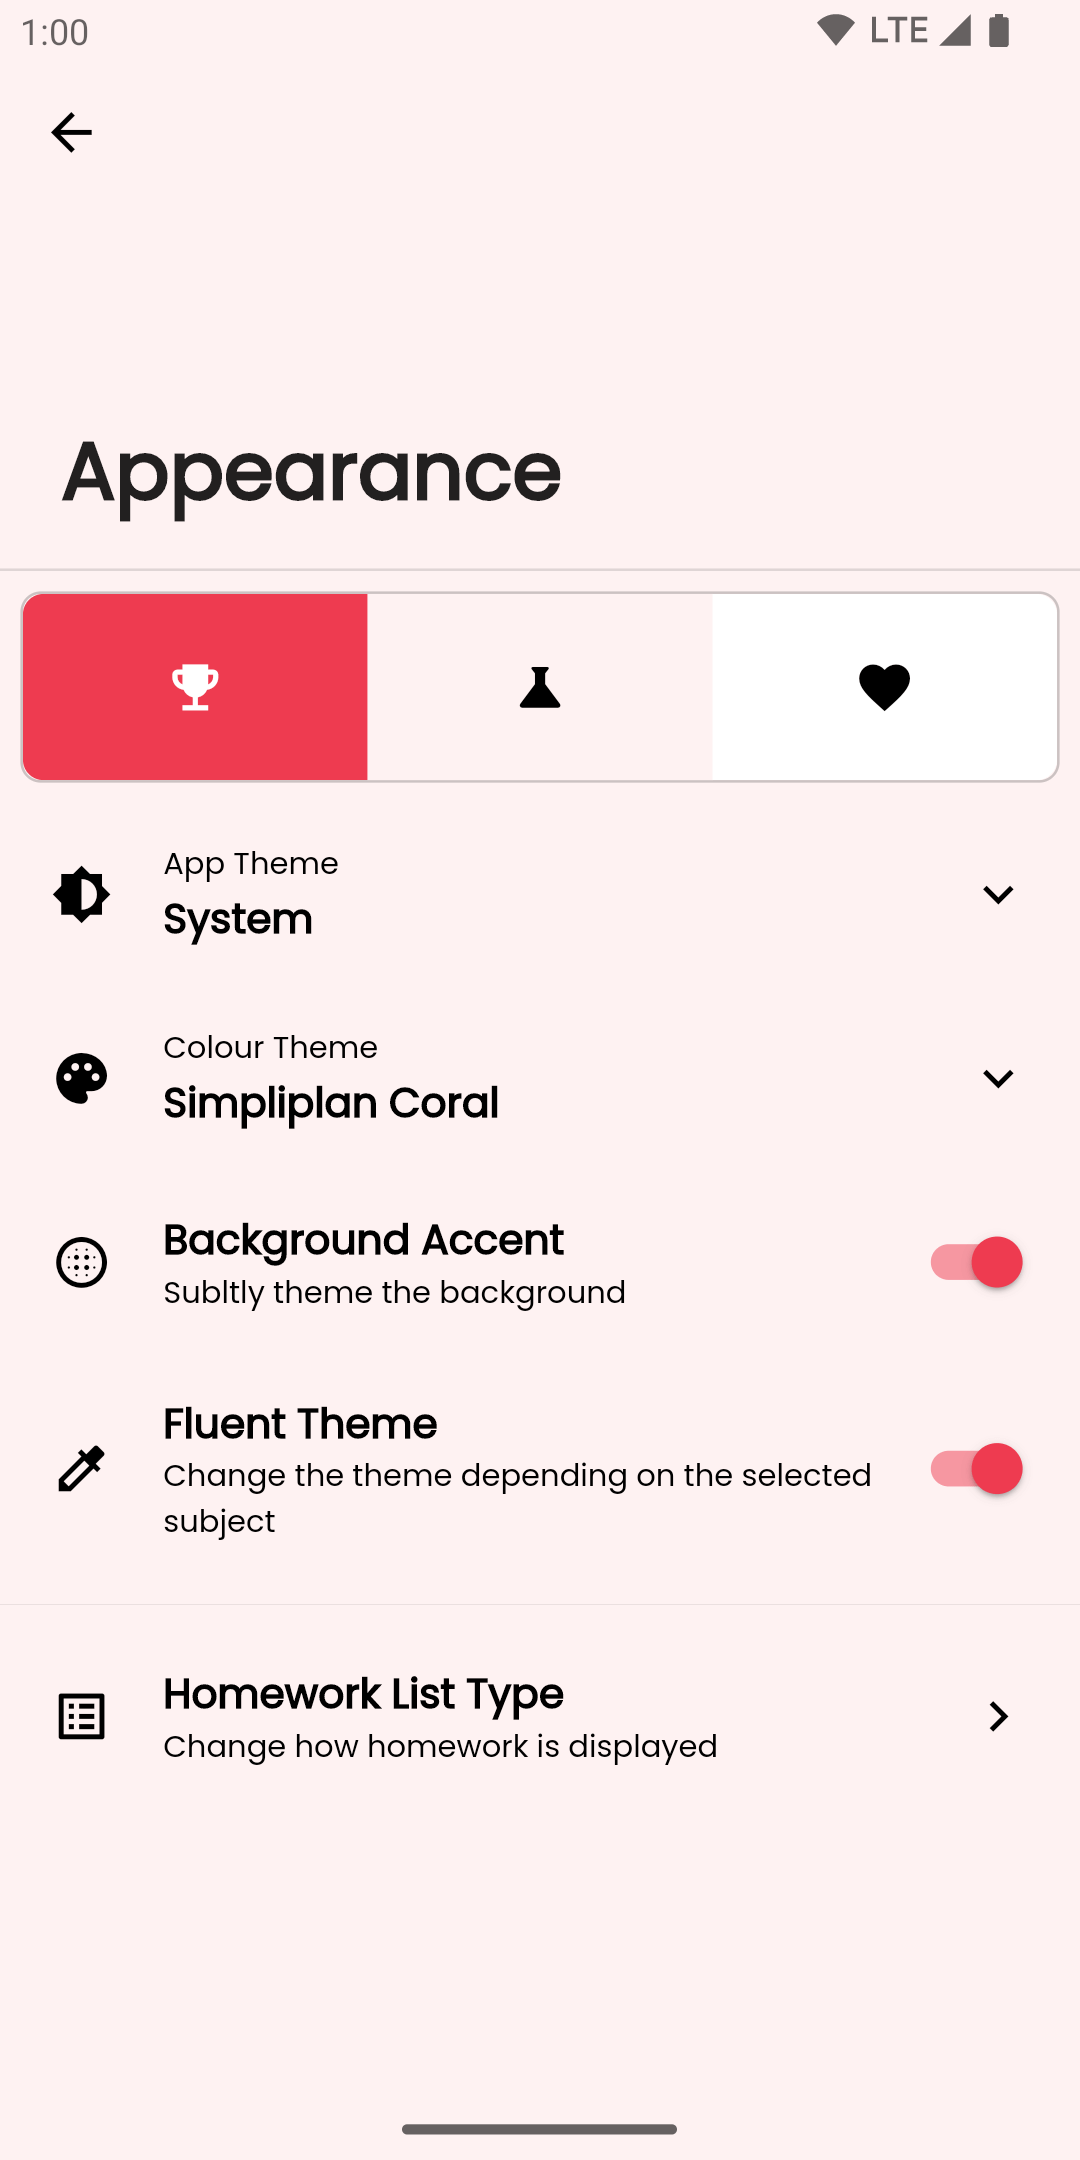 1:00
LTE
Appearance
App Theme
System
Colour Theme
Simpliplan Coral
Background Accent
Subltly theme the background
Fluent Theme
Change the theme depending on the selected
subject
Homework List Type
Change how homework is displayed